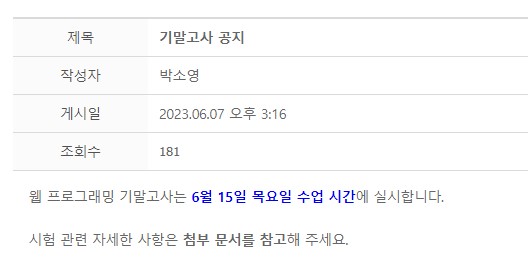 제목 기말고사 공지
작성자 박소영
게시일 2023.06.07 오후 3:16
조회수 181
웹 프로그래밍 기말고사는 6월 15일 목요일 수업 시간에 실시합니다.
시험 관련 자세한 사항은 첨부 문서를 참고해 주세요.